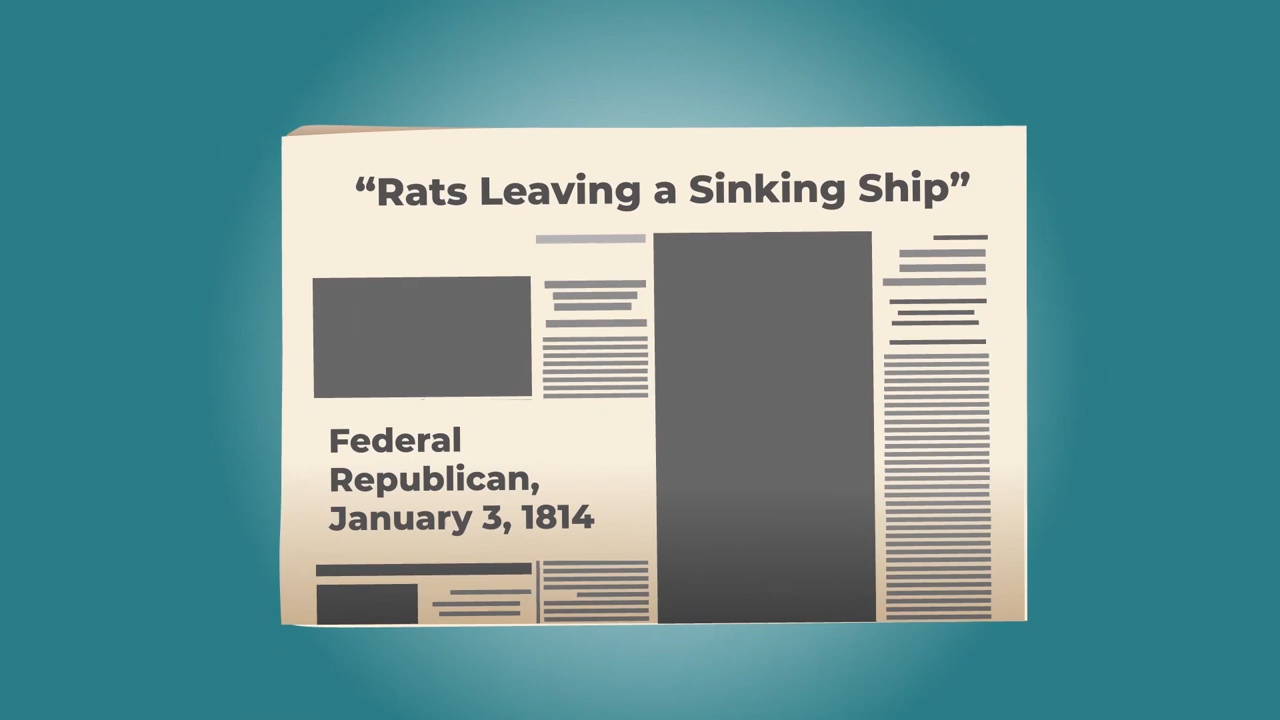 “Rats Leaving a Sinking Ship”
Federal
Republican,
January 3, 1814